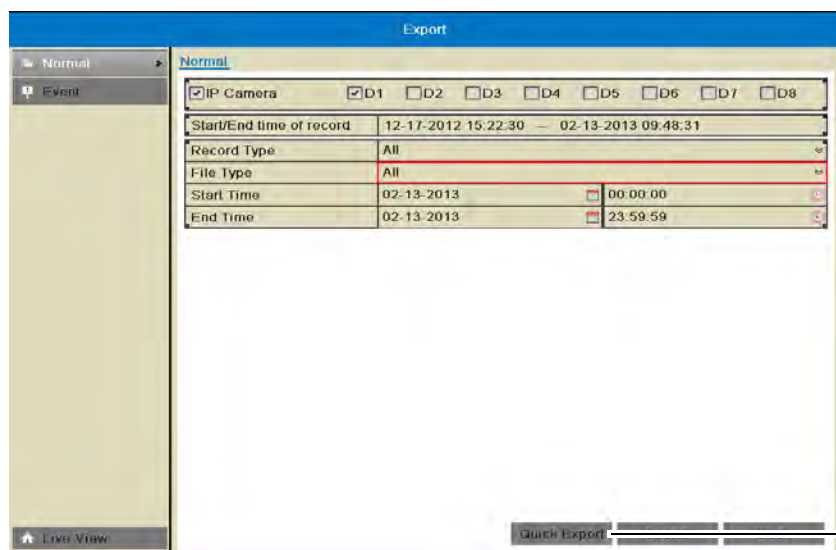 Export
Normal
Event
Normal
IP Camera D1 D2 D3 D4 D5 D6 D7 D8
Start/End time of record 12-17-2012 15:22:30 — 02-13-2013 09:48:31
Record Type All
File Type All
Start Time 02-13-2013 00:00:00
End Time 02-13-2013 23:59:59
Quick Export
Live View